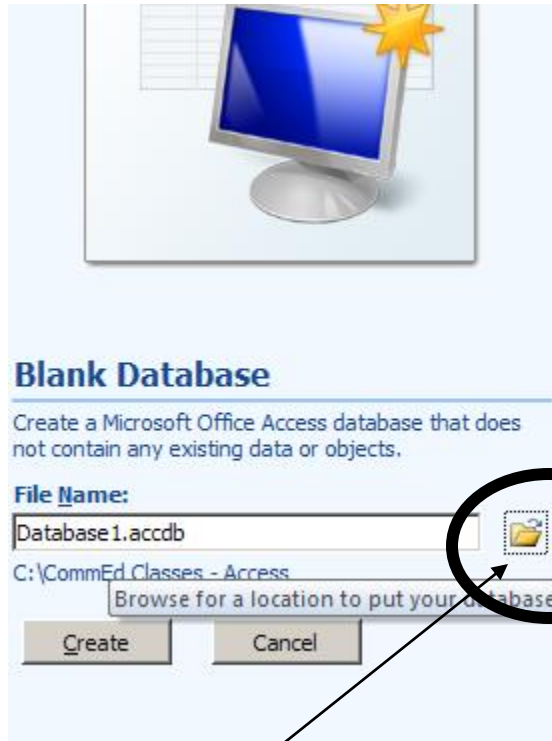 Blank Database
Create a Microsoft Office Access database that does
not contain any existing data or objects.
File Name:
Database1.accdb
C:\CommEd Classes - Access
Browse for a location to put your database
Create
Cancel